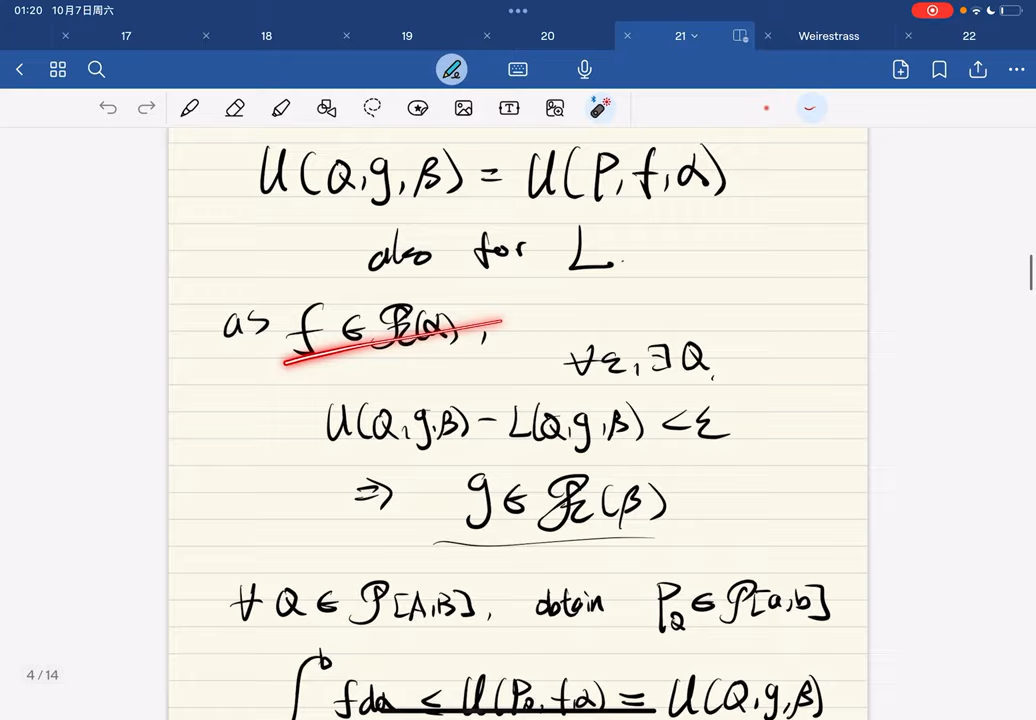 01:20 10月7日周六
17 18 19 20 21 Weirestrass 22
U(Q,g,β) = U(P,f,α)
also for L.
as f ∈ ℛ(α),
∀ε, ∃Q.
U(Q,g,β) - L(Q,g,β) < ε
⇒ g ∈ ℛ(β)
∀ Q ∈ 𝒫[A,B], obtain P_Q ∈ 𝒫[a,b]
4 / 14
∫^b fdα ≤ U(P_Q,f,α) = U(Q,g,β)